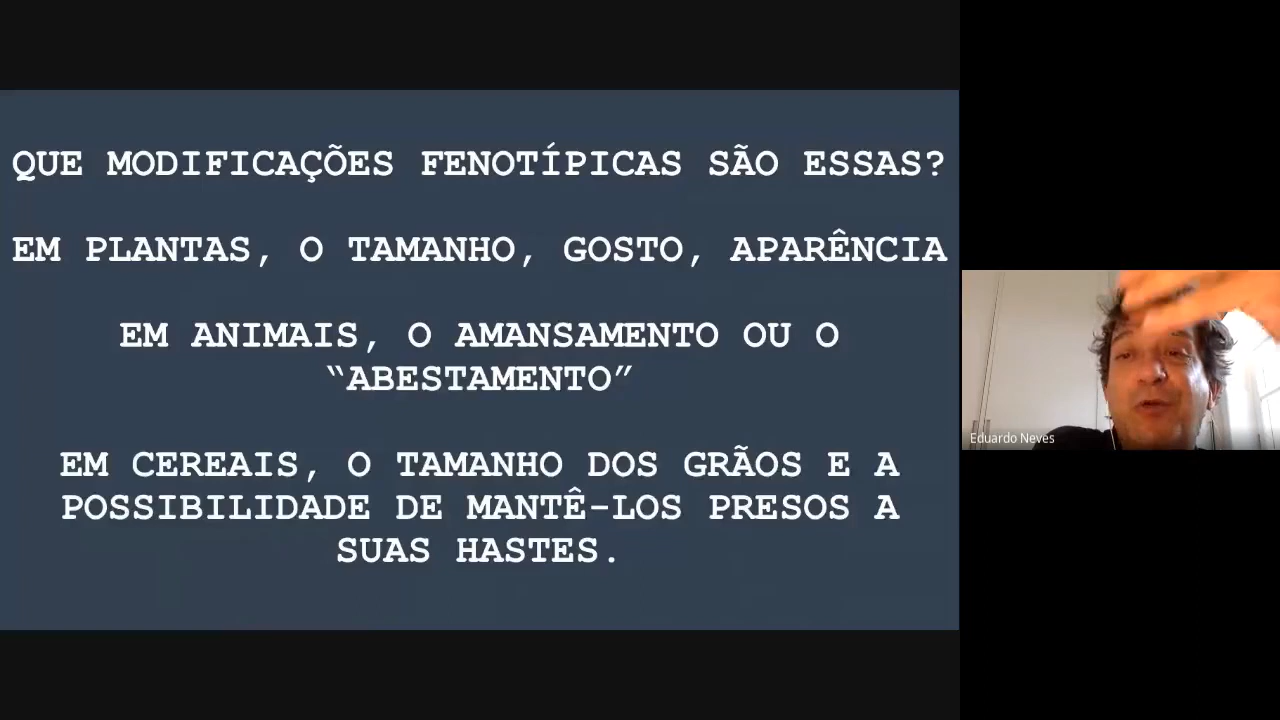 QUE MODIFICAÇÕES FENOTÍPICAS SÃO ESSAS?
EM PLANTAS, O TAMANHO, GOSTO, APARÊNCIA
EM ANIMAIS, O AMANSAMENTO OU O
“ABESTAMENTO”
EM CEREAIS, O TAMANHO DOS GRÃOS E A
POSSIBILIDADE DE MANTÊ-LOS PRESOS A
SUAS HASTES.
Eduardo Neves